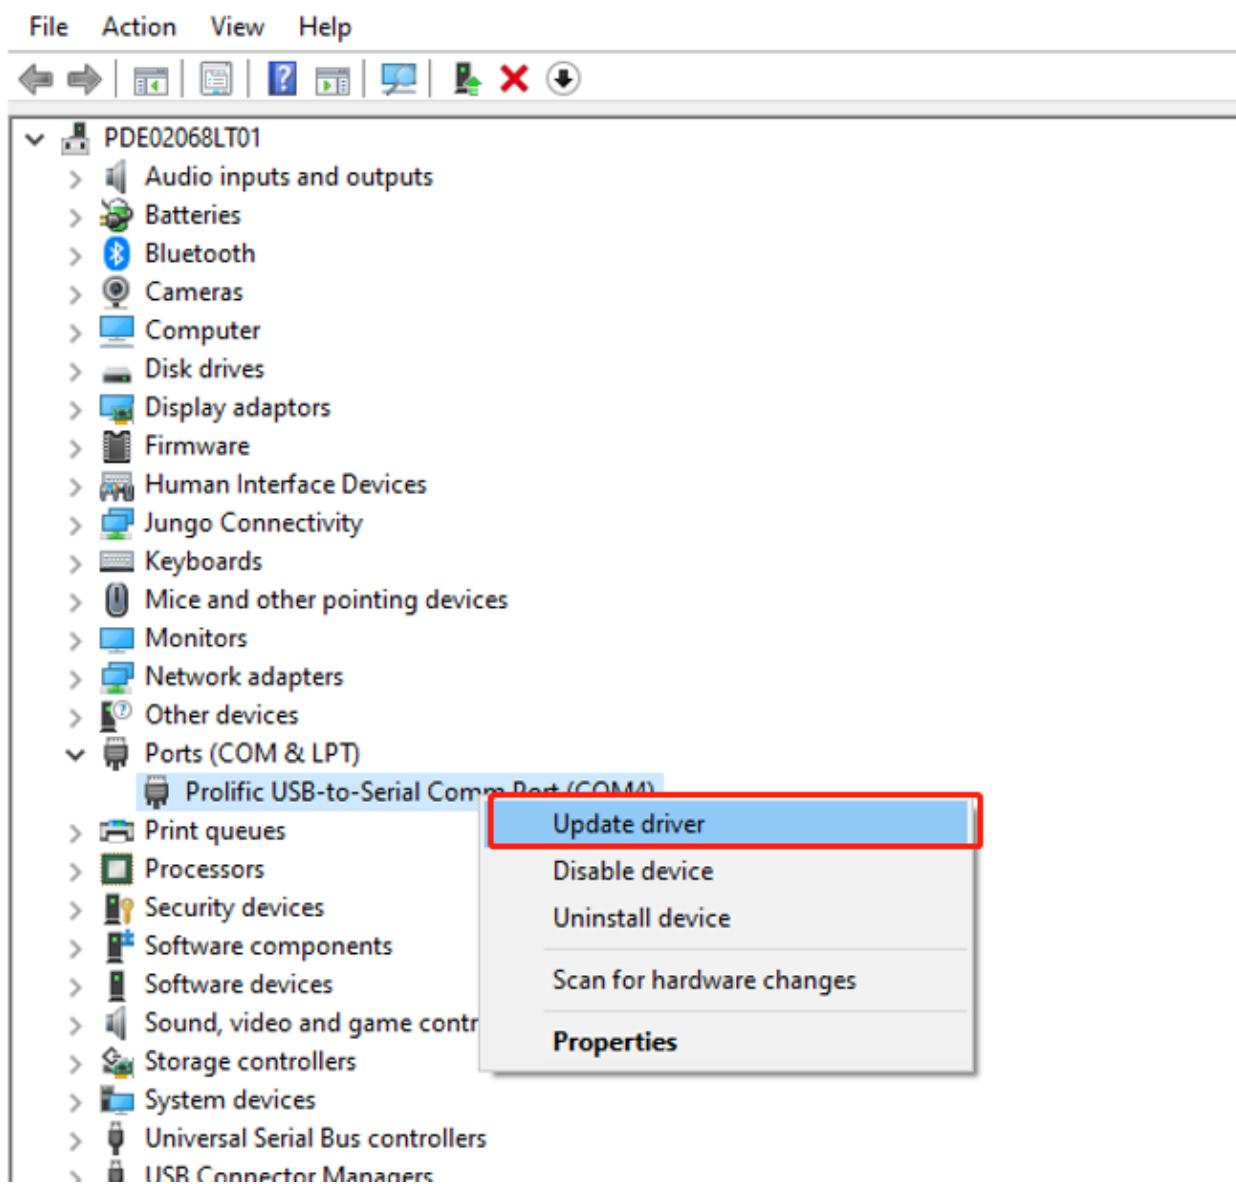 File Action View Help
PDE02068LT01
Audio inputs and outputs
Batteries
Bluetooth
Cameras
Computer
Disk drives
Display adaptors
Firmware
Human Interface Devices
Jungo Connectivity
Keyboards
Mice and other pointing devices
Monitors
Network adapters
Other devices
Ports (COM & LPT)
Prolific USB-to-Serial Comm Port (COM4)
Update driver
Disable device
Uninstall device
Scan for hardware changes
Properties
Print queues
Processors
Security devices
Software components
Software devices
Sound, video and game contr
Storage controllers
System devices
Universal Serial Bus controllers
USB Connector Managers